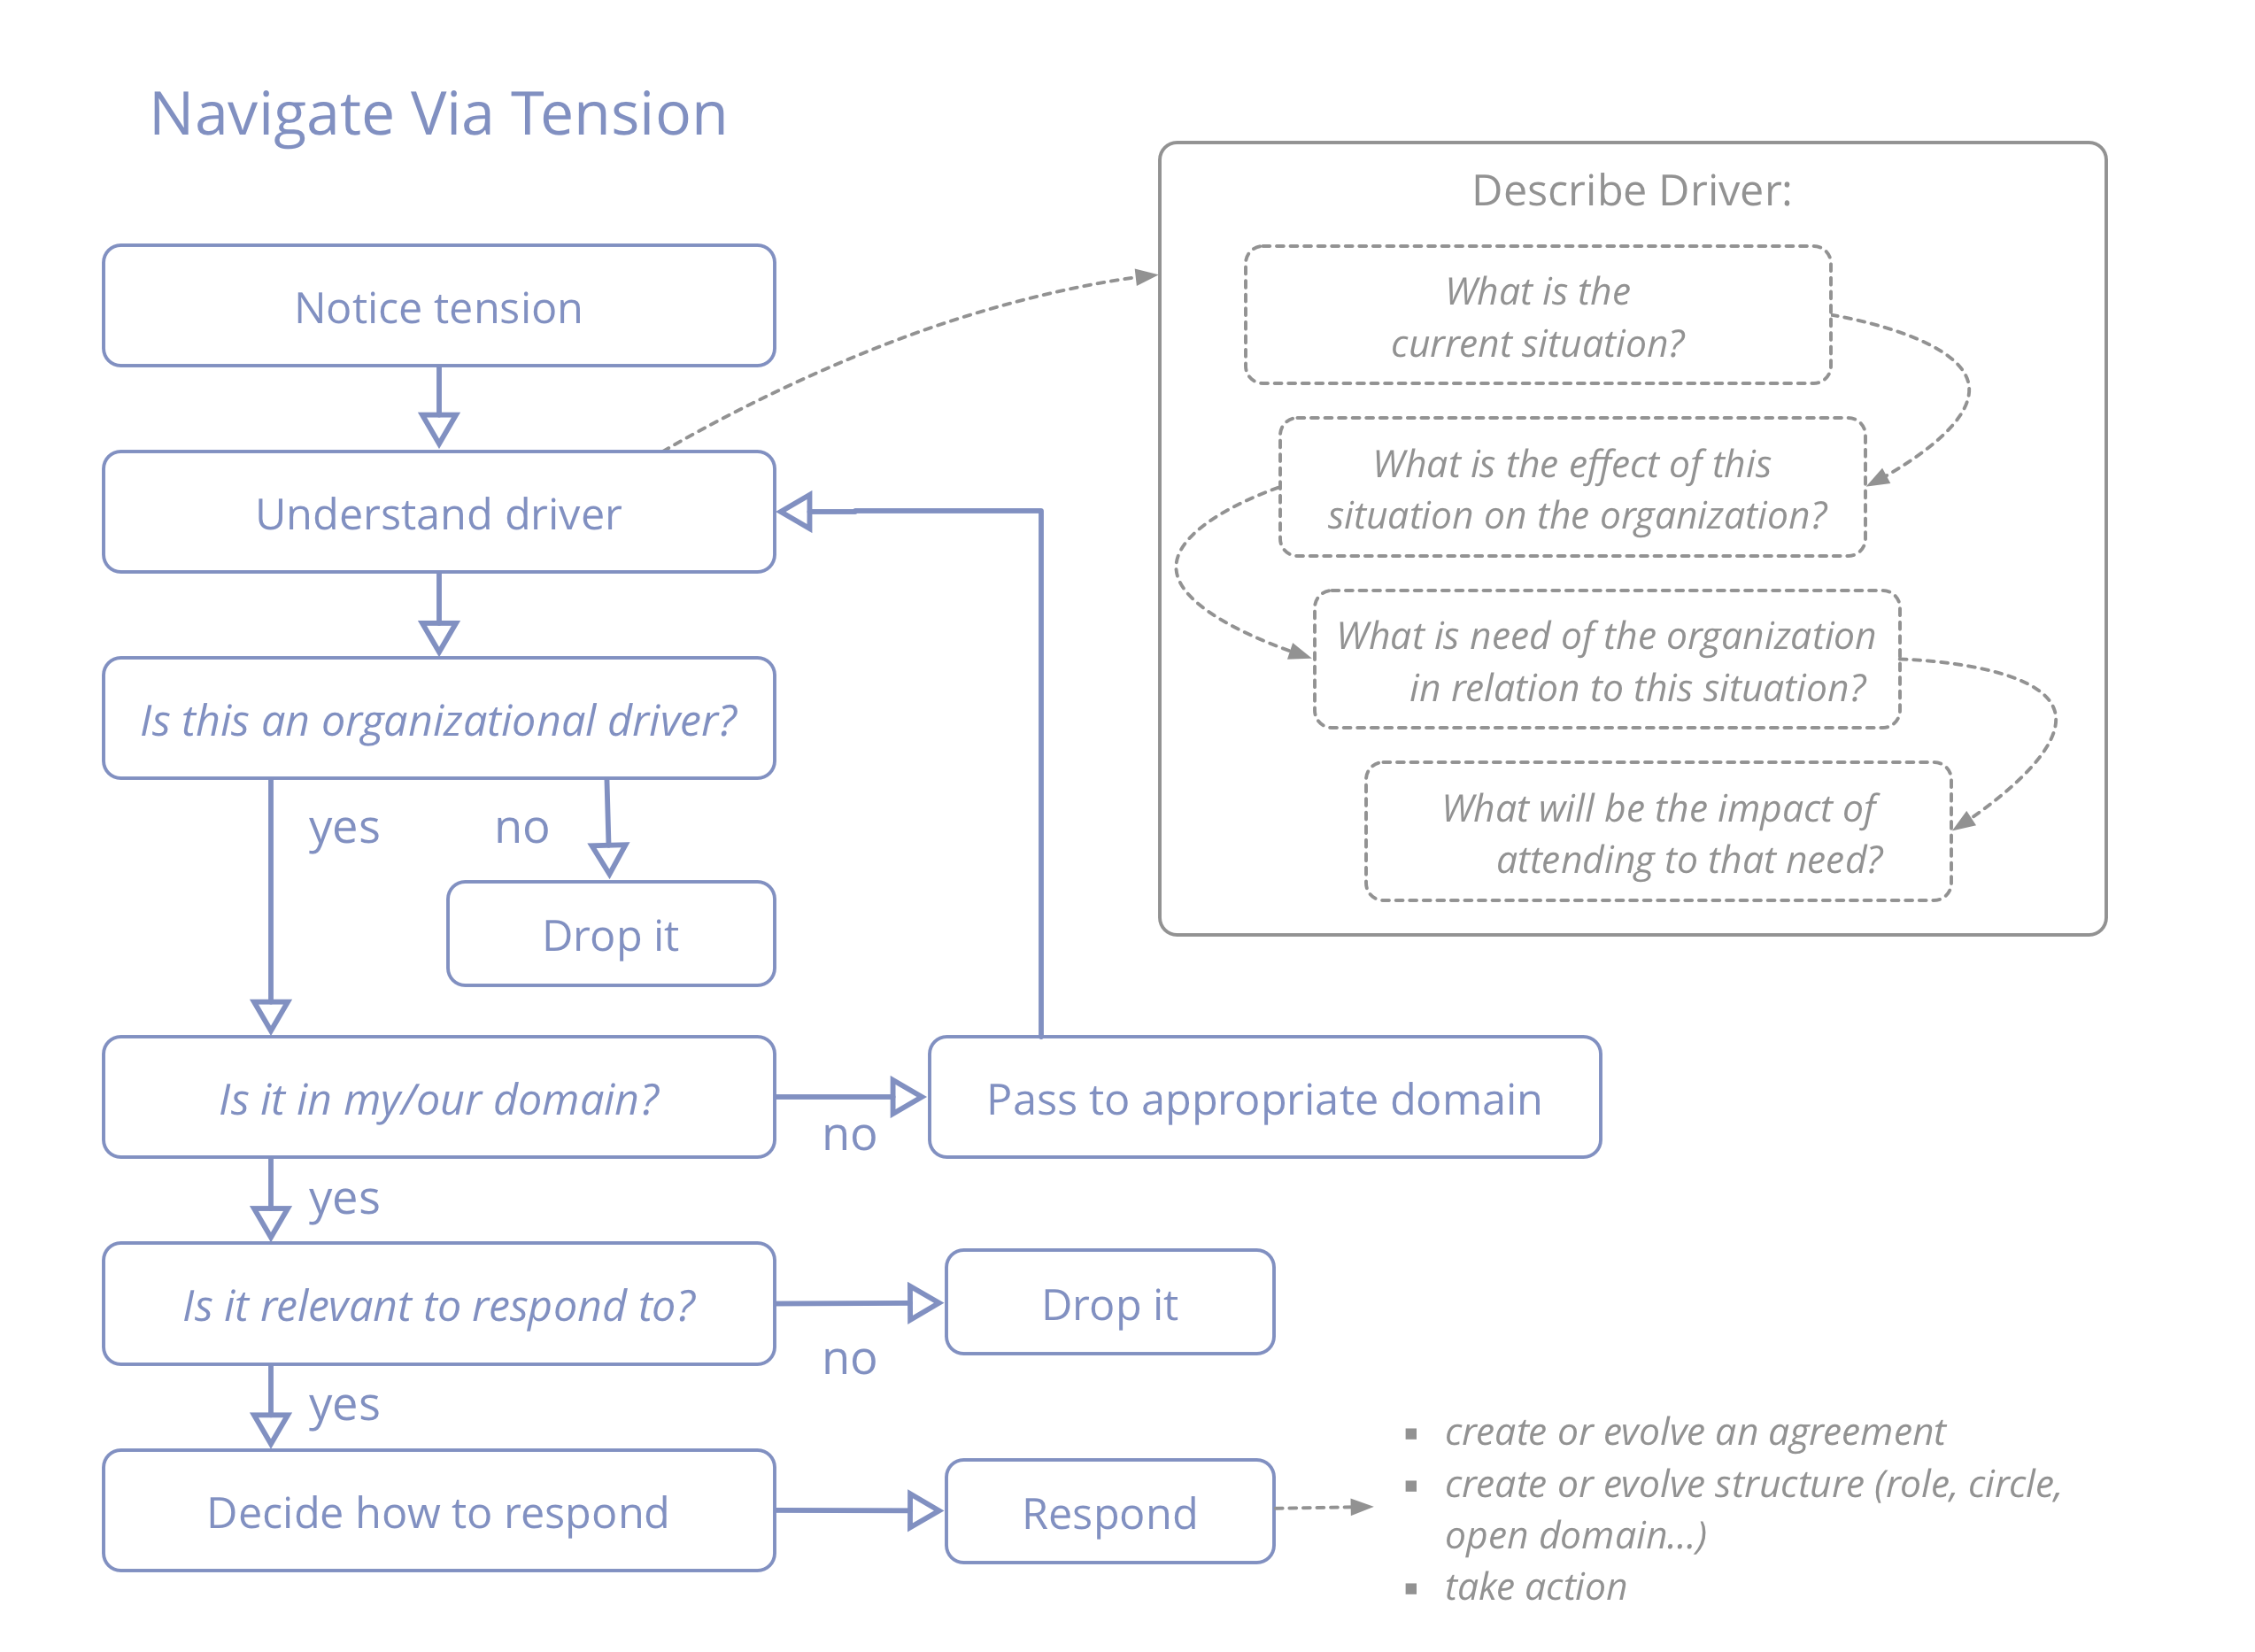 Navigate Via Tension
Notice tension
Understand driver
Is this an organizational driver?
yes
no
Drop it
Is it in my/our domain?
no
Pass to appropriate domain
yes
Is it relevant to respond to?
no
Drop it
yes
Decide how to respond
Respond
▪ create or evolve an agreement
▪ create or evolve structure (role, circle,
open domain...)
▪ take action
Describe Driver:
What is the
current situation?
What is the effect of this
situation on the organization?
What is need of the organization
in relation to this situation?
What will be the impact of
attending to that need?